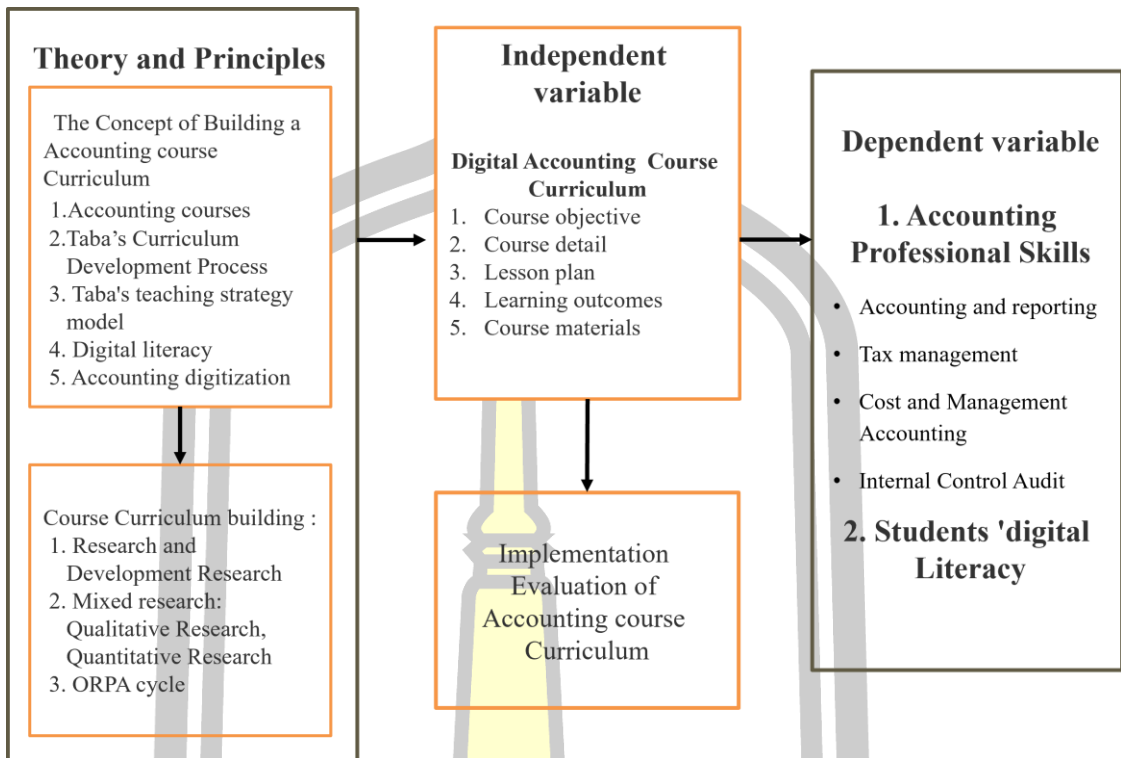 Theory and Principles
The Concept of Building a
Accounting course
Curriculum
1.Accounting courses
2.Taba’s Curriculum
Development Process
3. Taba's teaching strategy
model
4. Digital literacy
5. Accounting digitization
Course Curriculum building :
1. Research and
Development Research
2. Mixed research:
Qualitative Research,
Quantitative Research
3. ORPA cycle
Independent
variable
Digital Accounting Course
Curriculum
1. Course objective
2. Course detail
3. Lesson plan
4. Learning outcomes
5. Course materials
Implementation
Evaluation of
Accounting course
Curriculum
Dependent variable
1. Accounting
Professional Skills
• Accounting and reporting
• Tax management
• Cost and Management
Accounting
• Internal Control Audit
2. Students 'digital
Literacy